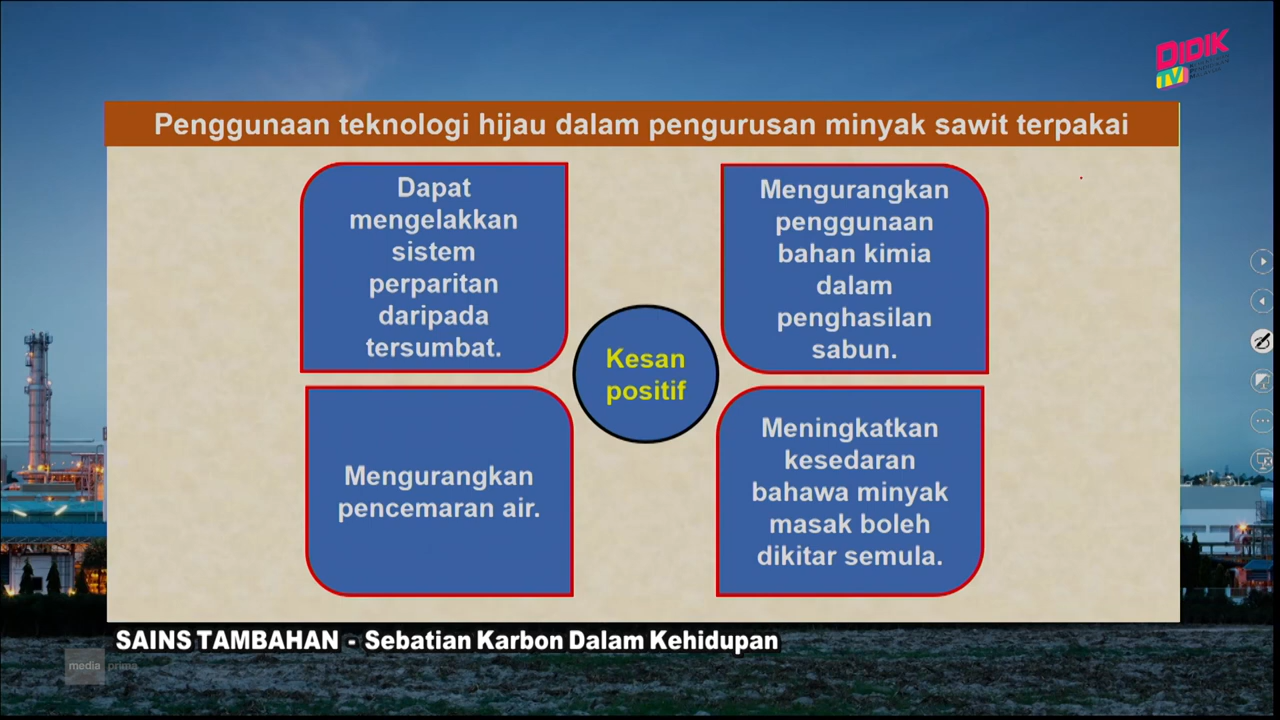 DIDIK
TV
Penggunaan teknologi hijau dalam pengurusan minyak sawit terpakai
Dapat
mengelakkan
sistem
perparitan
daripada
tersumbat.
Mengurangkan
penggunaan
bahan kimia
dalam
penghasilan
sabun.
Kesan
positif
Mengurangkan
pencemaran air.
Meningkatkan
kesedaran
bahawa minyak
masak boleh
dikitar semula.
SAINS TAMBAHAN - Sebatian Karbon Dalam Kehidupan
media prima